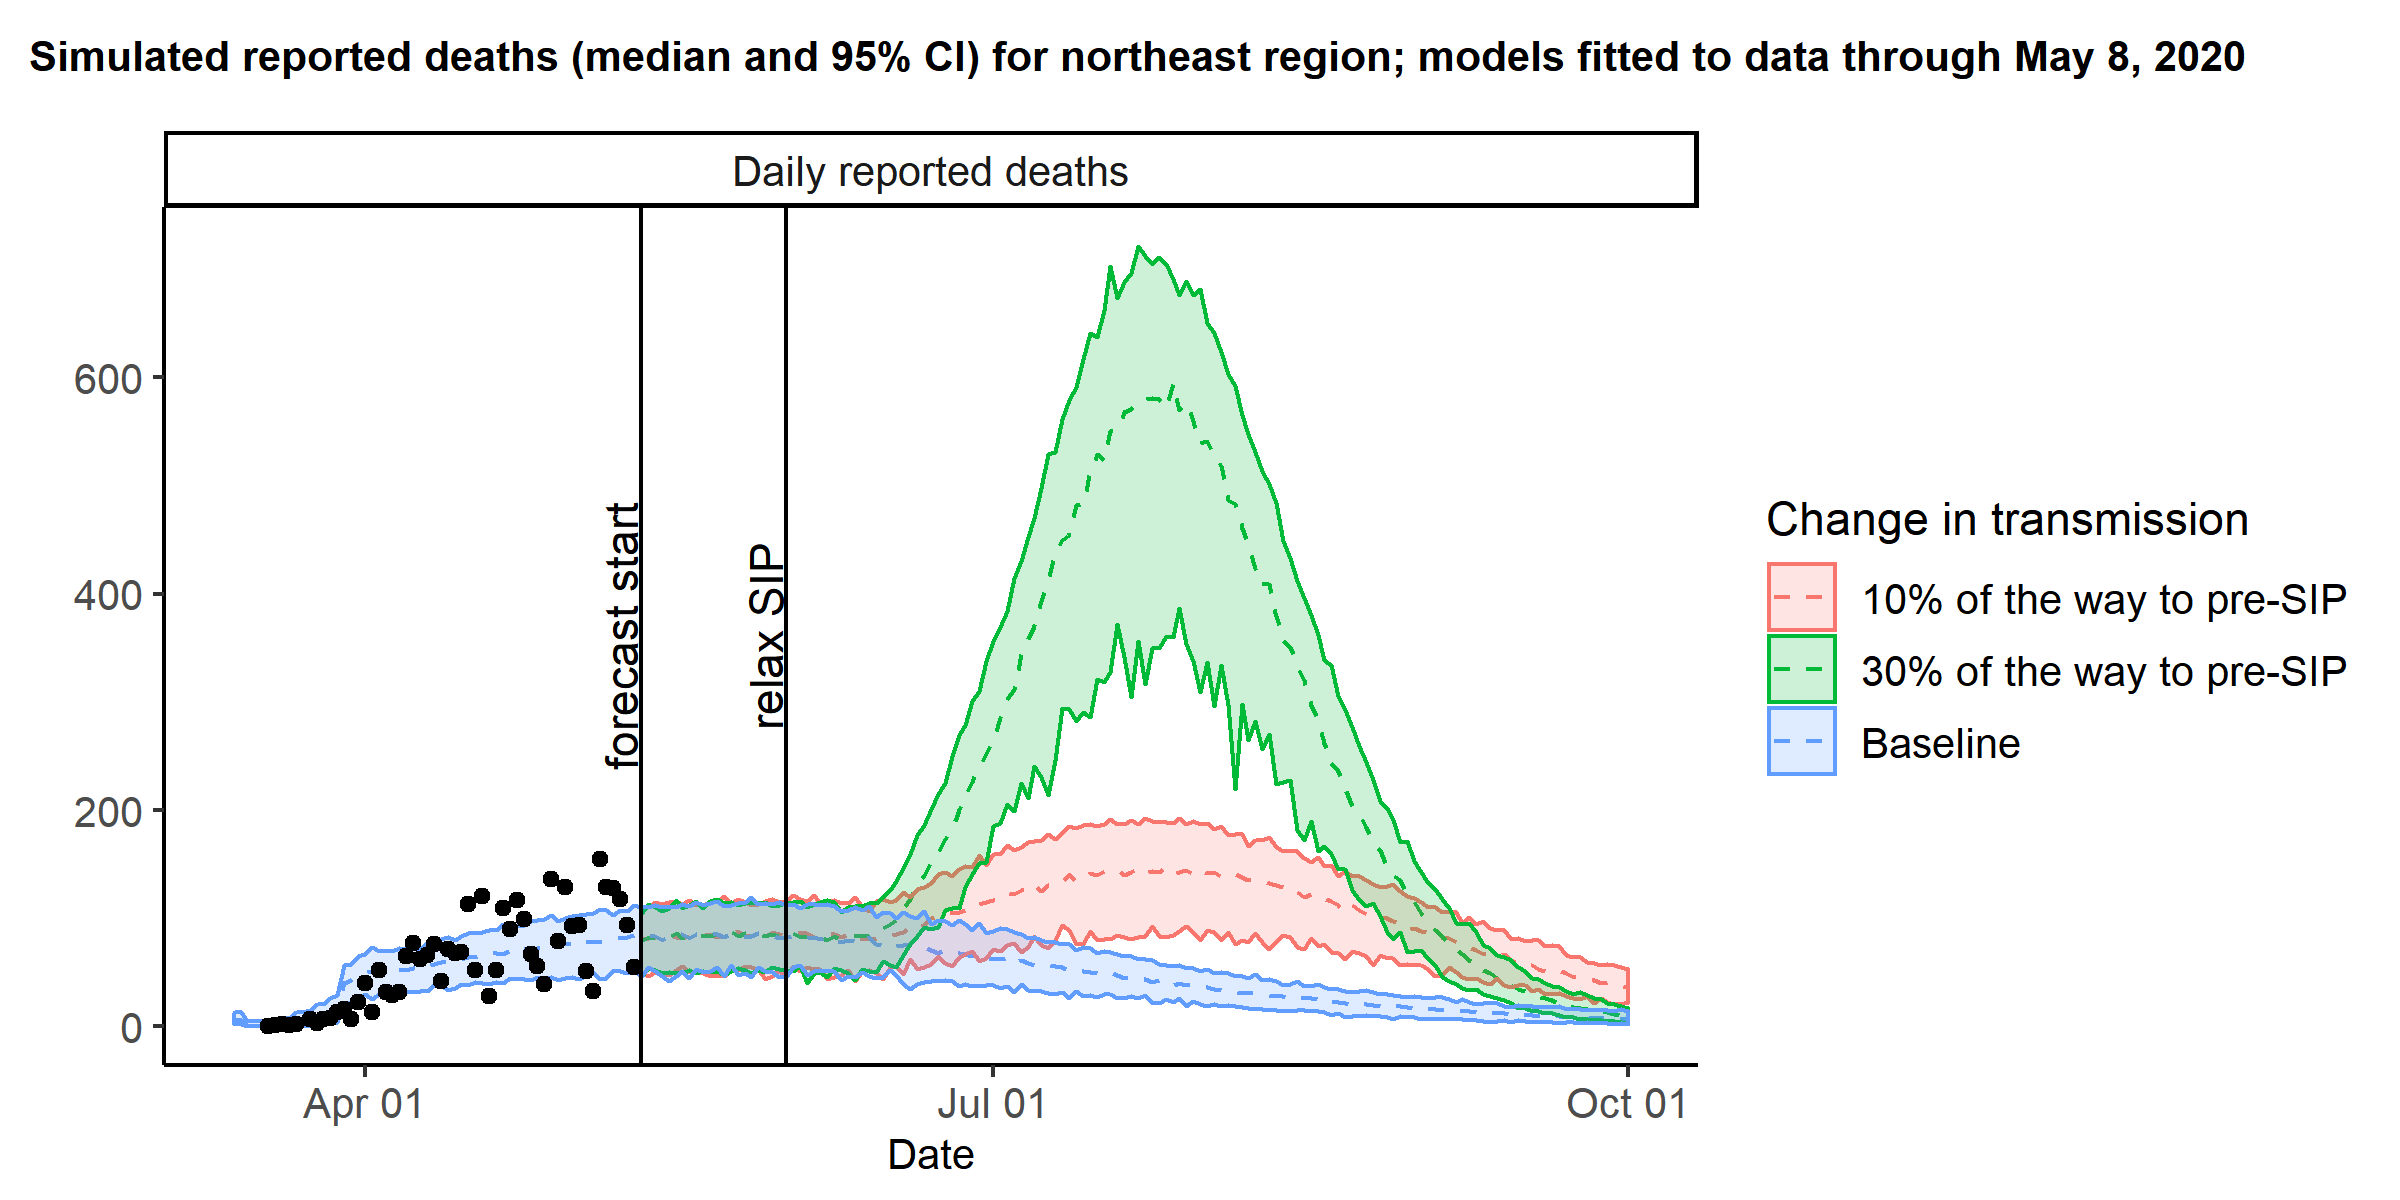 Simulated reported deaths (median and 95% CI) for northeast region; models fitted to data through May 8, 2020
Daily reported deaths
600
400
200
0
forecast start
relax SIP
Apr 01
Jul 01
Oct 01
Date
Change in transmission
10% of the way to pre-SIP
30% of the way to pre-SIP
Baseline